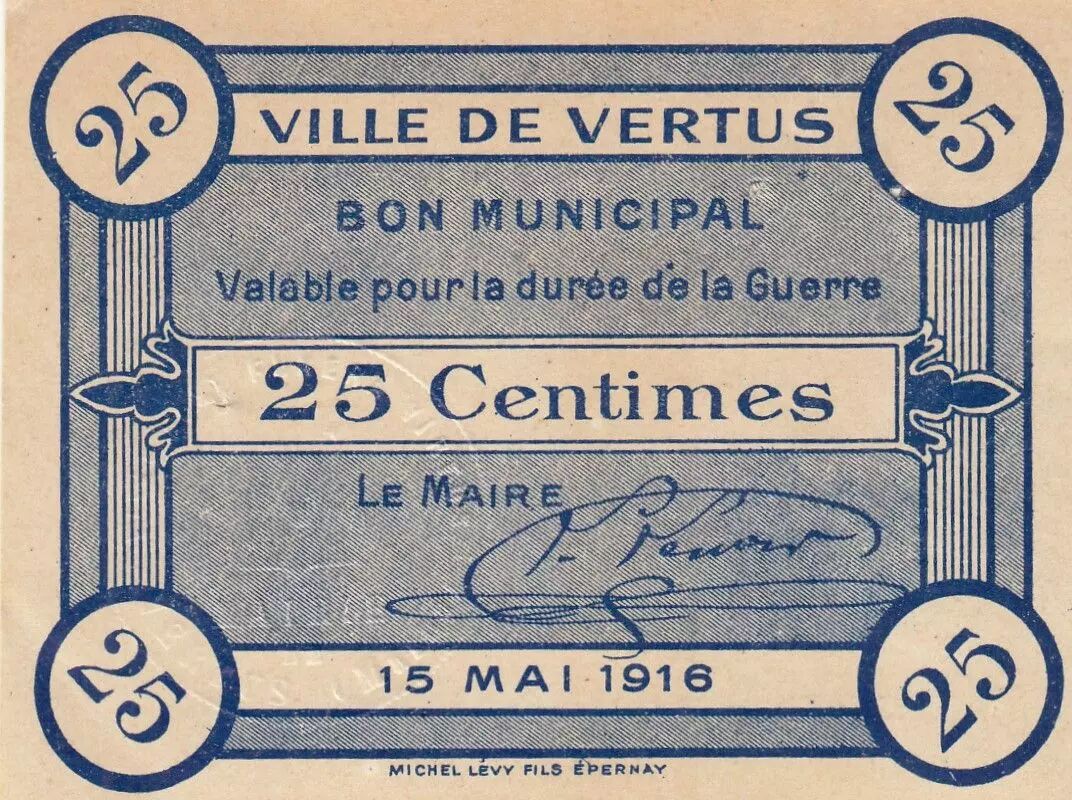 25 25
VILLE DE VERTUS
BON MUNICIPAL
Valable pour la durée de la Guerre
25 Centimes
LE MAIRE
15 MAI 1916
25 25
MICHEL LÉVY FILS ÉPERNAY